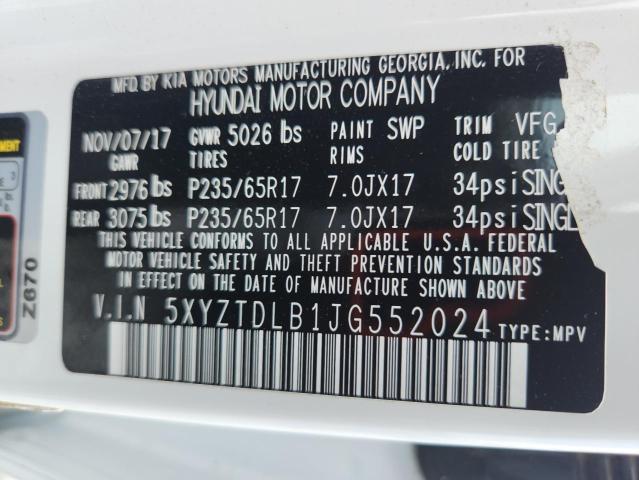 MFD. BY KIA MOTORS MANUFACTURING GEORGIA, INC. FOR
HYUNDAI MOTOR COMPANY
NOV/07/17 GVWR 5026 lbs PAINT SWP TRIM VFG
GAWR TIRES RIMS COLD TIRE
FRONT 2976 lbs P235/65R17 7.0JX17 34psi SINGL
REAR 3075 lbs P235/65R17 7.0JX17 34psi SINGL
THIS VEHICLE CONFORMS TO ALL APPLICABLE U.S.A. FEDERAL
MOTOR VEHICLE SAFETY AND THEFT PREVENTION STANDARDS
IN EFFECT ON THE DATE OF MANUFACTURE SHOWN ABOVE.
V.I.N 5XYZTDLB1JG552024 TYPE:MPV
Z670